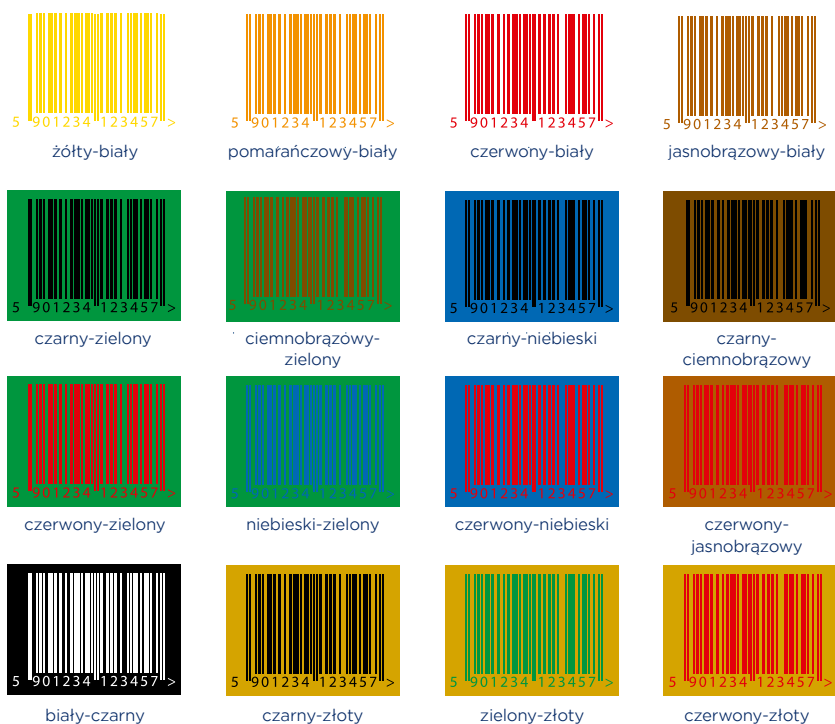 5 901234 123457 >
5 901234 123457 >
5 901234 123457 >
5 901234 123457 >
żółty-biały
pomarańczowy-biały
czerwony-biały
jasnobrązowy-biały
5 901234 123457 >
5 901234 123457 >
5 901234 123457 >
5 901234 123457 >
czarny-zielony
ciemnobrązowy-
zielony
czarny-niebieski
czarny-
ciemnobrązowy
5 901234 123457 >
5 901234 123457 >
5 901234 123457 >
5 901234 123457 >
czerwony-zielony
niebieski-zielony
czerwony-niebieski
czerwony-
jasnobrązowy
5 901234 123457 >
5 901234 123457 >
5 901234 123457 >
5 901234 123457 >
biały-czarny
czarny-złoty
zielony-złoty
czerwony-złoty